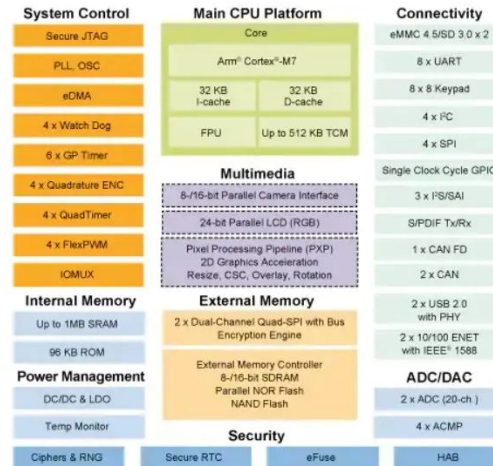 System Control
Secure JTAG
PLL, OSC
eDMA
4 x Watch Dog
6 x GP Timer
4 x Quadrature ENC
4 x QuadTimer
4 x FlexPWM
IOMUX
Internal Memory
Up to 1MB SRAM
96 KB ROM
Power Management
DC/DC & LDO
Temp Monitor
Main CPU Platform
Core
Arm® Cortex®-M7
32 KB
I-cache
32 KB
D-cache
FPU
Up to 512 KB TCM
Multimedia
8-/16-bit Parallel Camera Interface
24-bit Parallel LCD (RGB)
Pixel Processing Pipeline (PXP)
2D Graphics Acceleration
Resize, CSC, Overlay, Rotation
External Memory
2 x Dual-Channel Quad-SPI with Bus
Encryption Engine
External Memory Controller
8-/16-bit SDRAM
Parallel NOR Flash
NAND Flash
Connectivity
eMMC 4.5/SD 3.0 x 2
8 x UART
8 x 8 Keypad
4 x I²C
4 x SPI
Single Clock Cycle GPIO
3 x I²S/SAI
S/PDIF Tx/Rx
1 x CAN FD
2 x CAN
2 x USB 2.0
with PHY
2 x 10/100 ENET
with IEEE® 1588
ADC/DAC
2 x ADC (20-ch )
4 x ACMP
Security
Ciphers & RNG
Secure RTC
eFuse
HAB